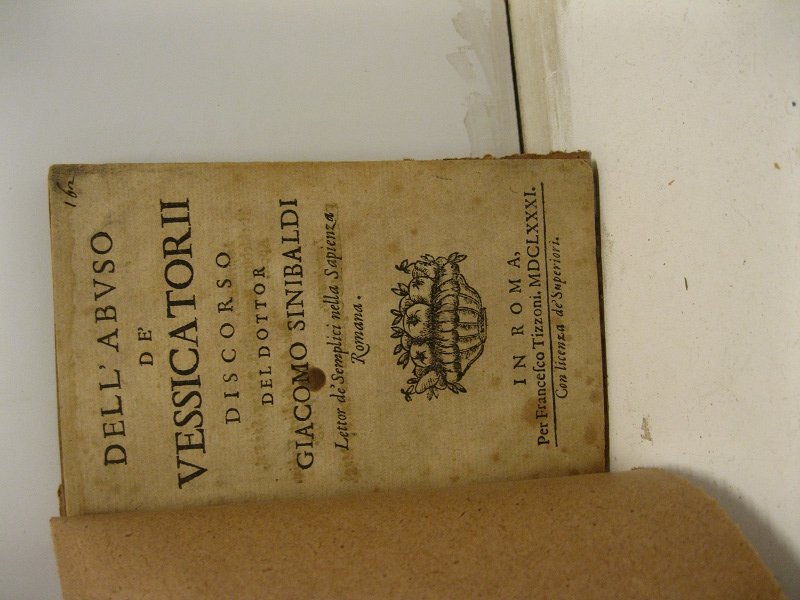 DELL' ABVSO
DE'
VESSICATORII
DISCORSO
DEL DOTTOR
GIACOMO SINIBALDI
Lettor de' Semplici nella Sapienza
Romana.
IN ROMA,
Per Franceſco Tizzoni. MDCLXXXI.
Con licenza de' Superiori.